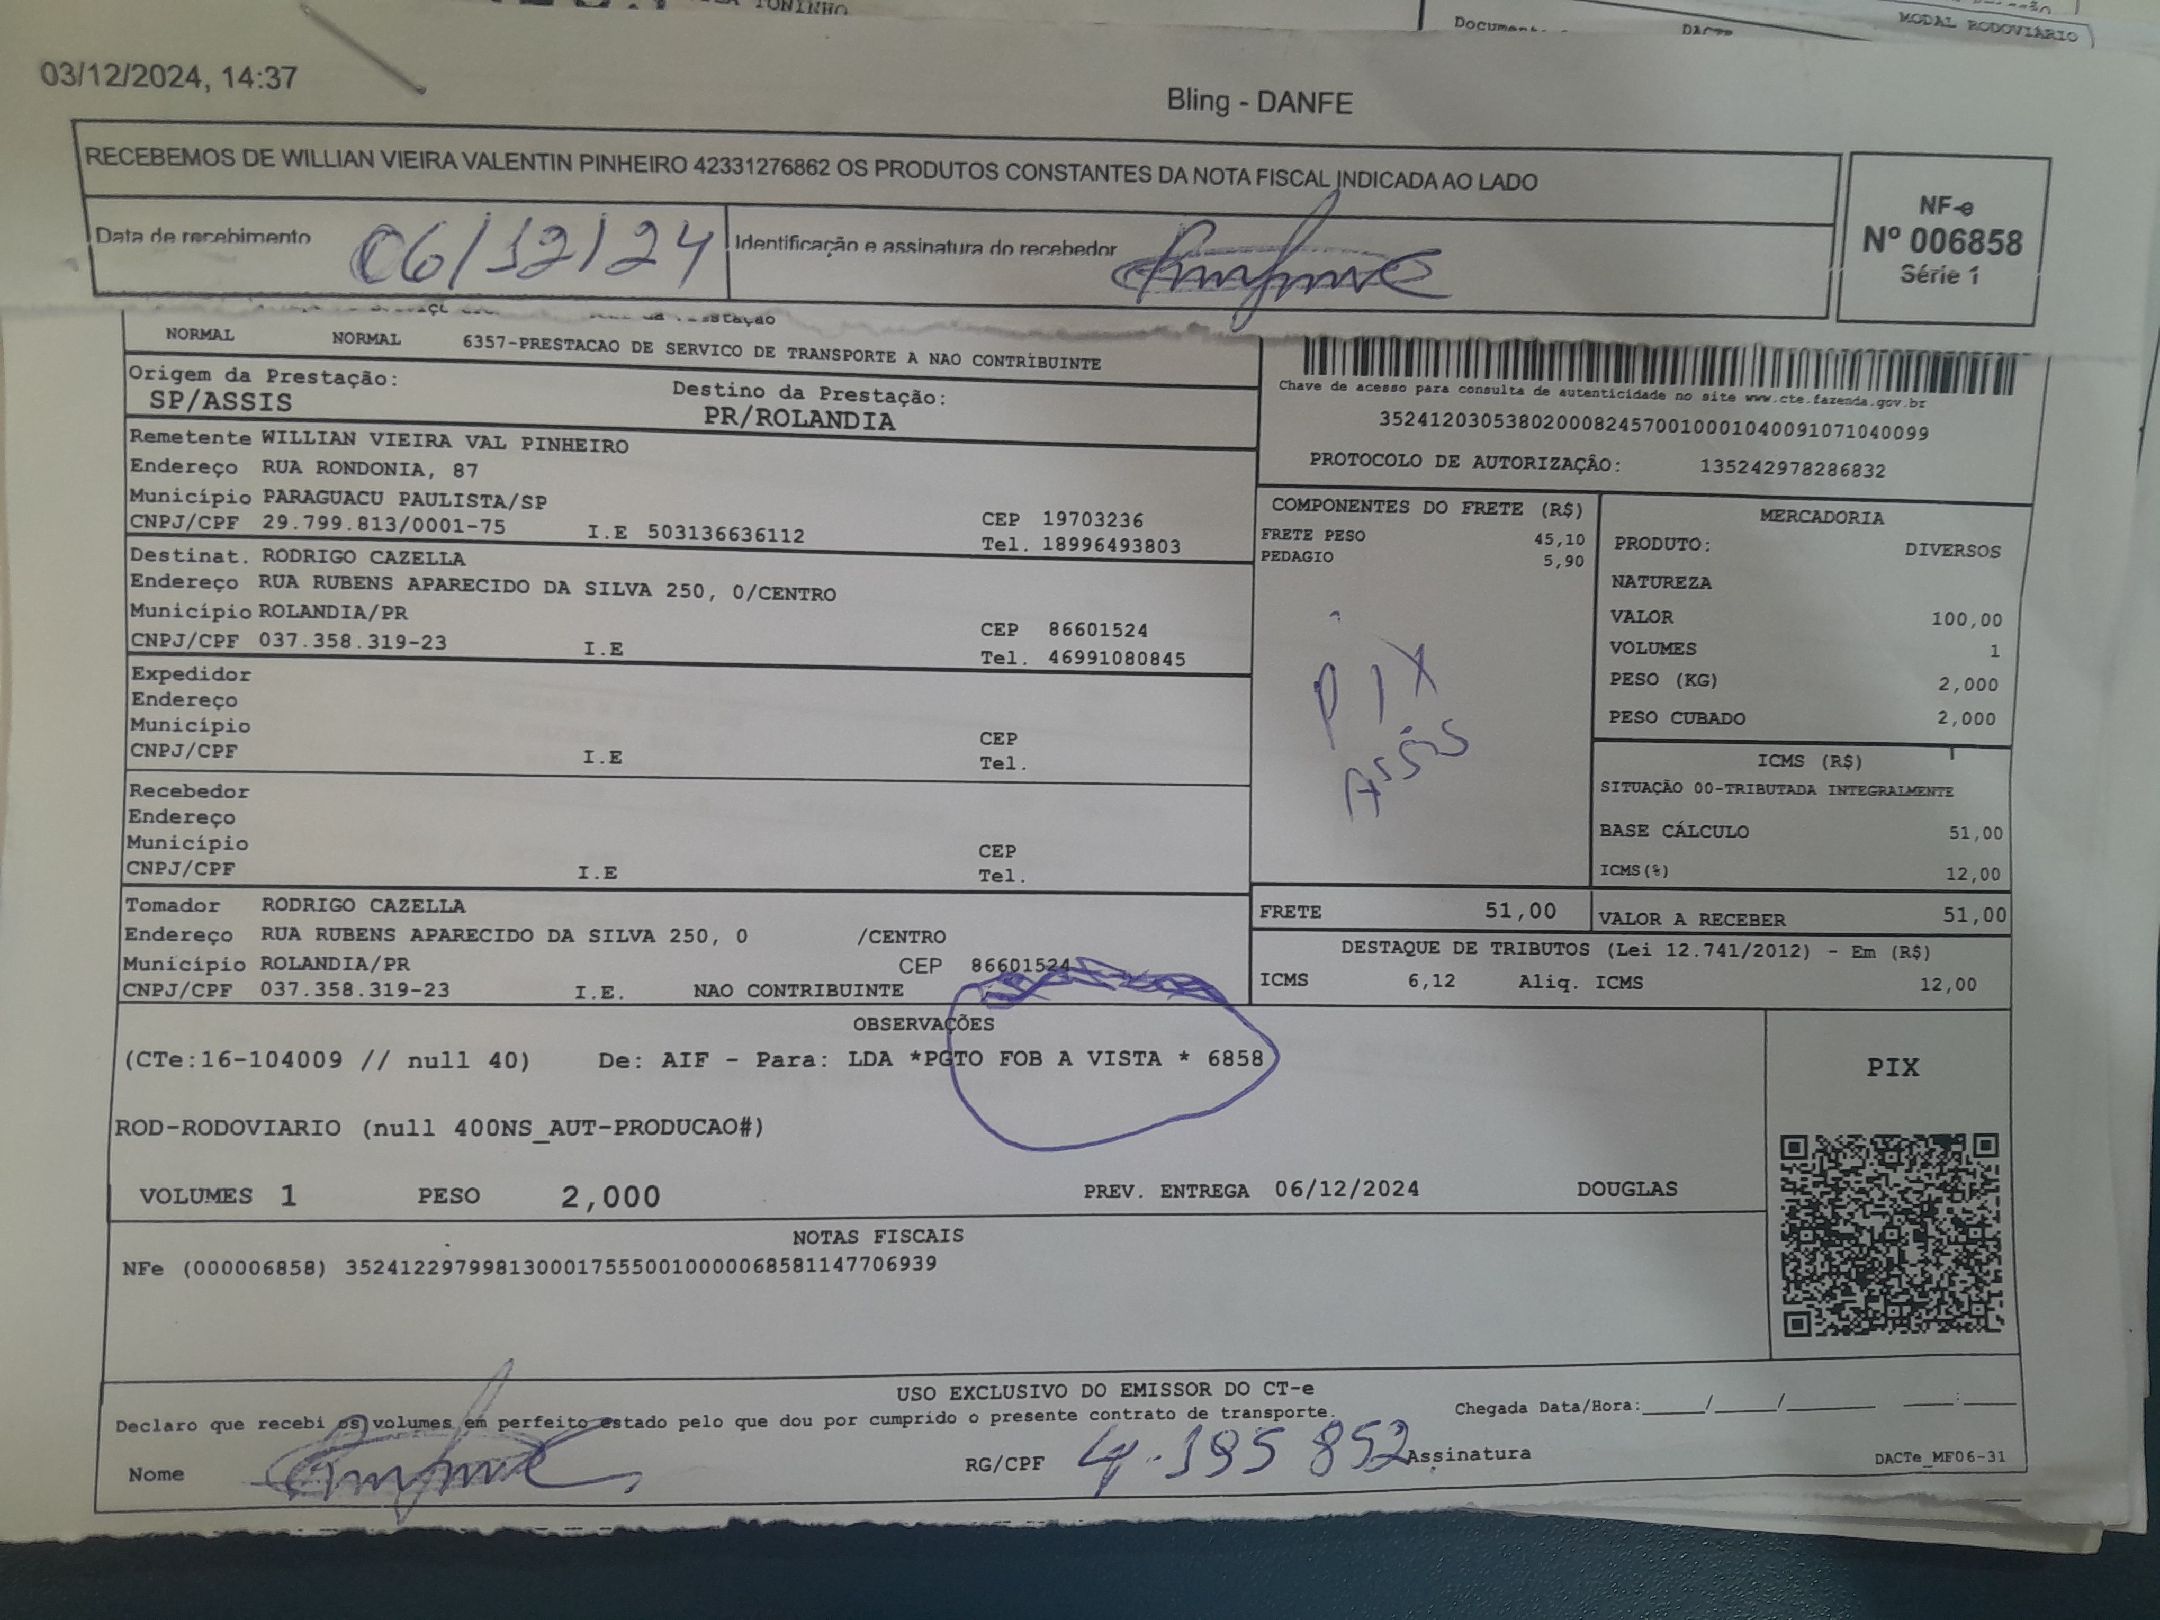 TONINHO
MODAL RODOVIÁRIO
03/12/2024, 14:37
Bling - DANFE
RECEBEMOS DE WILLIAN VIEIRA VALENTIN PINHEIRO 42331276862 OS PRODUTOS CONSTANTES DA NOTA FISCAL INDICADA AO LADO
NF-e
Nº 006858
Série 1
Data de recebimento 06/12/24
Identificação e assinatura do recebedor
NORMAL NORMAL 6357-PRESTACAO DE SERVICO DE TRANSPORTE A NAO CONTRIBUINTE
Chave de acesso para consulta de autenticidade no site www.cte.fazenda.gov.br
35241203053802000824570010001040091071040099
PROTOCOLO DE AUTORIZAÇÃO: 135242978286832
Origem da Prestação: Destino da Prestação:
SP/ASSIS PR/ROLANDIA
Remetente WILLIAN VIEIRA VAL PINHEIRO
Endereço RUA RONDONIA, 87
Município PARAGUACU PAULISTA/SP CEP 19703236
CNPJ/CPF 29.799.813/0001-75 I.E 503136636112 Tel. 18996493803
Destinat. RODRIGO CAZELLA
Endereço RUA RUBENS APARECIDO DA SILVA 250, 0/CENTRO
Município ROLANDIA/PR CEP 86601524
CNPJ/CPF 037.358.319-23 I.E Tel. 46991080845
Expedidor
Endereço
Município CEP
CNPJ/CPF I.E Tel.
Recebedor
Endereço
Município CEP
CNPJ/CPF I.E Tel.
Tomador RODRIGO CAZELLA
Endereço RUA RUBENS APARECIDO DA SILVA 250, 0 /CENTRO
Município ROLANDIA/PR CEP 86601524
CNPJ/CPF 037.358.319-23 I.E. NAO CONTRIBUINTE
COMPONENTES DO FRETE (R$)
FRETE PESO 45,10
PEDAGIO 5,90
PIX
Assis
MERCADORIA
PRODUTO: DIVERSOS
NATUREZA
VALOR 100,00
VOLUMES 1
PESO (KG) 2,000
PESO CUBADO 2,000
ICMS (R$)
SITUAÇÃO 00-TRIBUTADA INTEGRALMENTE
BASE CÁLCULO 51,00
ICMS(%) 12,00
FRETE 51,00 VALOR A RECEBER 51,00
DESTAQUE DE TRIBUTOS (Lei 12.741/2012) - Em (R$)
ICMS 6,12 Aliq. ICMS 12,00
OBSERVAÇÕES
(CTe:16-104009 // null 40) De: AIF - Para: LDA *PGTO FOB A VISTA * 6858
ROD-RODOVIARIO (null 400NS_AUT-PRODUCAO#)
VOLUMES 1 PESO 2,000 PREV. ENTREGA 06/12/2024 DOUGLAS
PIX
NOTAS FISCAIS
NFe (000006858) 35241229799813000175550010000068581147706939
USO EXCLUSIVO DO EMISSOR DO CT-e
Declaro que recebi os volumes em perfeito estado pelo que dou por cumprido o presente contrato de transporte. Chegada Data/Hora:____/____/______ ___:____
Nome RG/CPF 4.195 852 Assinatura DACTe_MF06-31